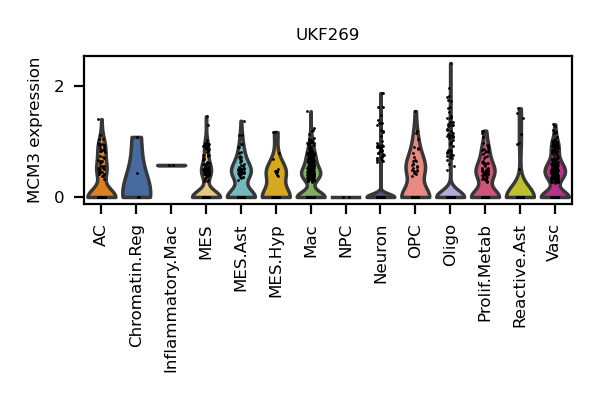 UKF269
MCM3 expression
2
0
AC
Chromatin.Reg
Inflammatory.Mac
MES
MES.Ast
MES.Hyp
Mac
NPC
Neuron
OPC
Oligo
Prolif.Metab
Reactive.Ast
Vasc